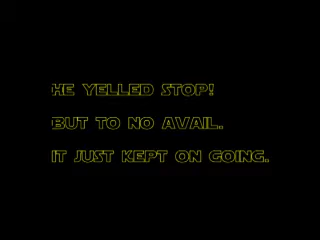 HE YELLED STOP!
BUT TO NO AVAIL.
IT JUST KEPT ON GOING.